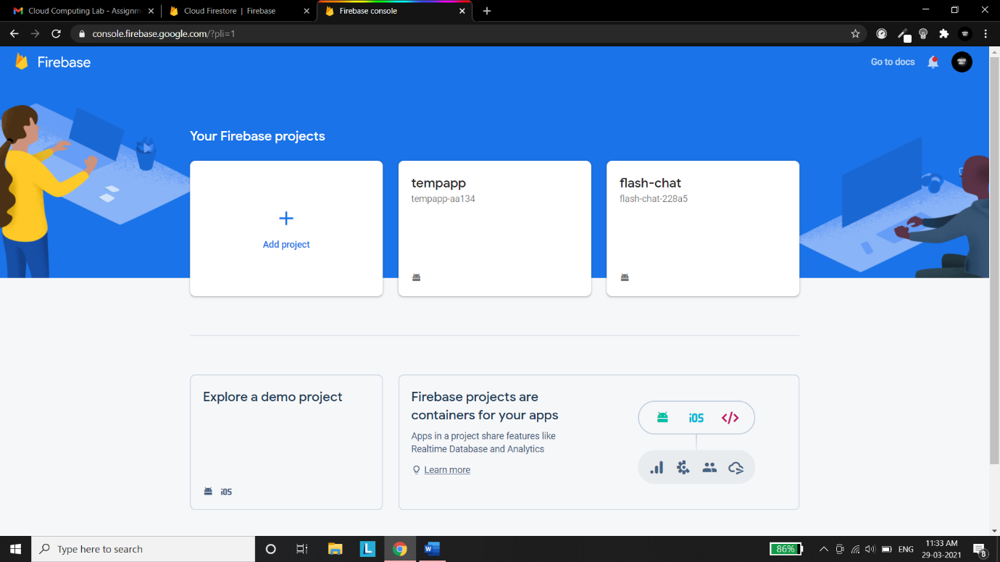 Cloud Computing Lab - Assignm
Cloud Firestore | Firebase
Firebase console
console.firebase.google.com/?pli=1
Firebase
Go to docs
Your Firebase projects
Add project
tempapp
tempapp-aa134
flash-chat
flash-chat-228a5
Explore a demo project
iOS
Firebase projects are
containers for your apps
Apps in a project share features like
Realtime Database and Analytics
Learn more
iOS
Type here to search
L
86%
ENG
11:33 AM
29-03-2021
8